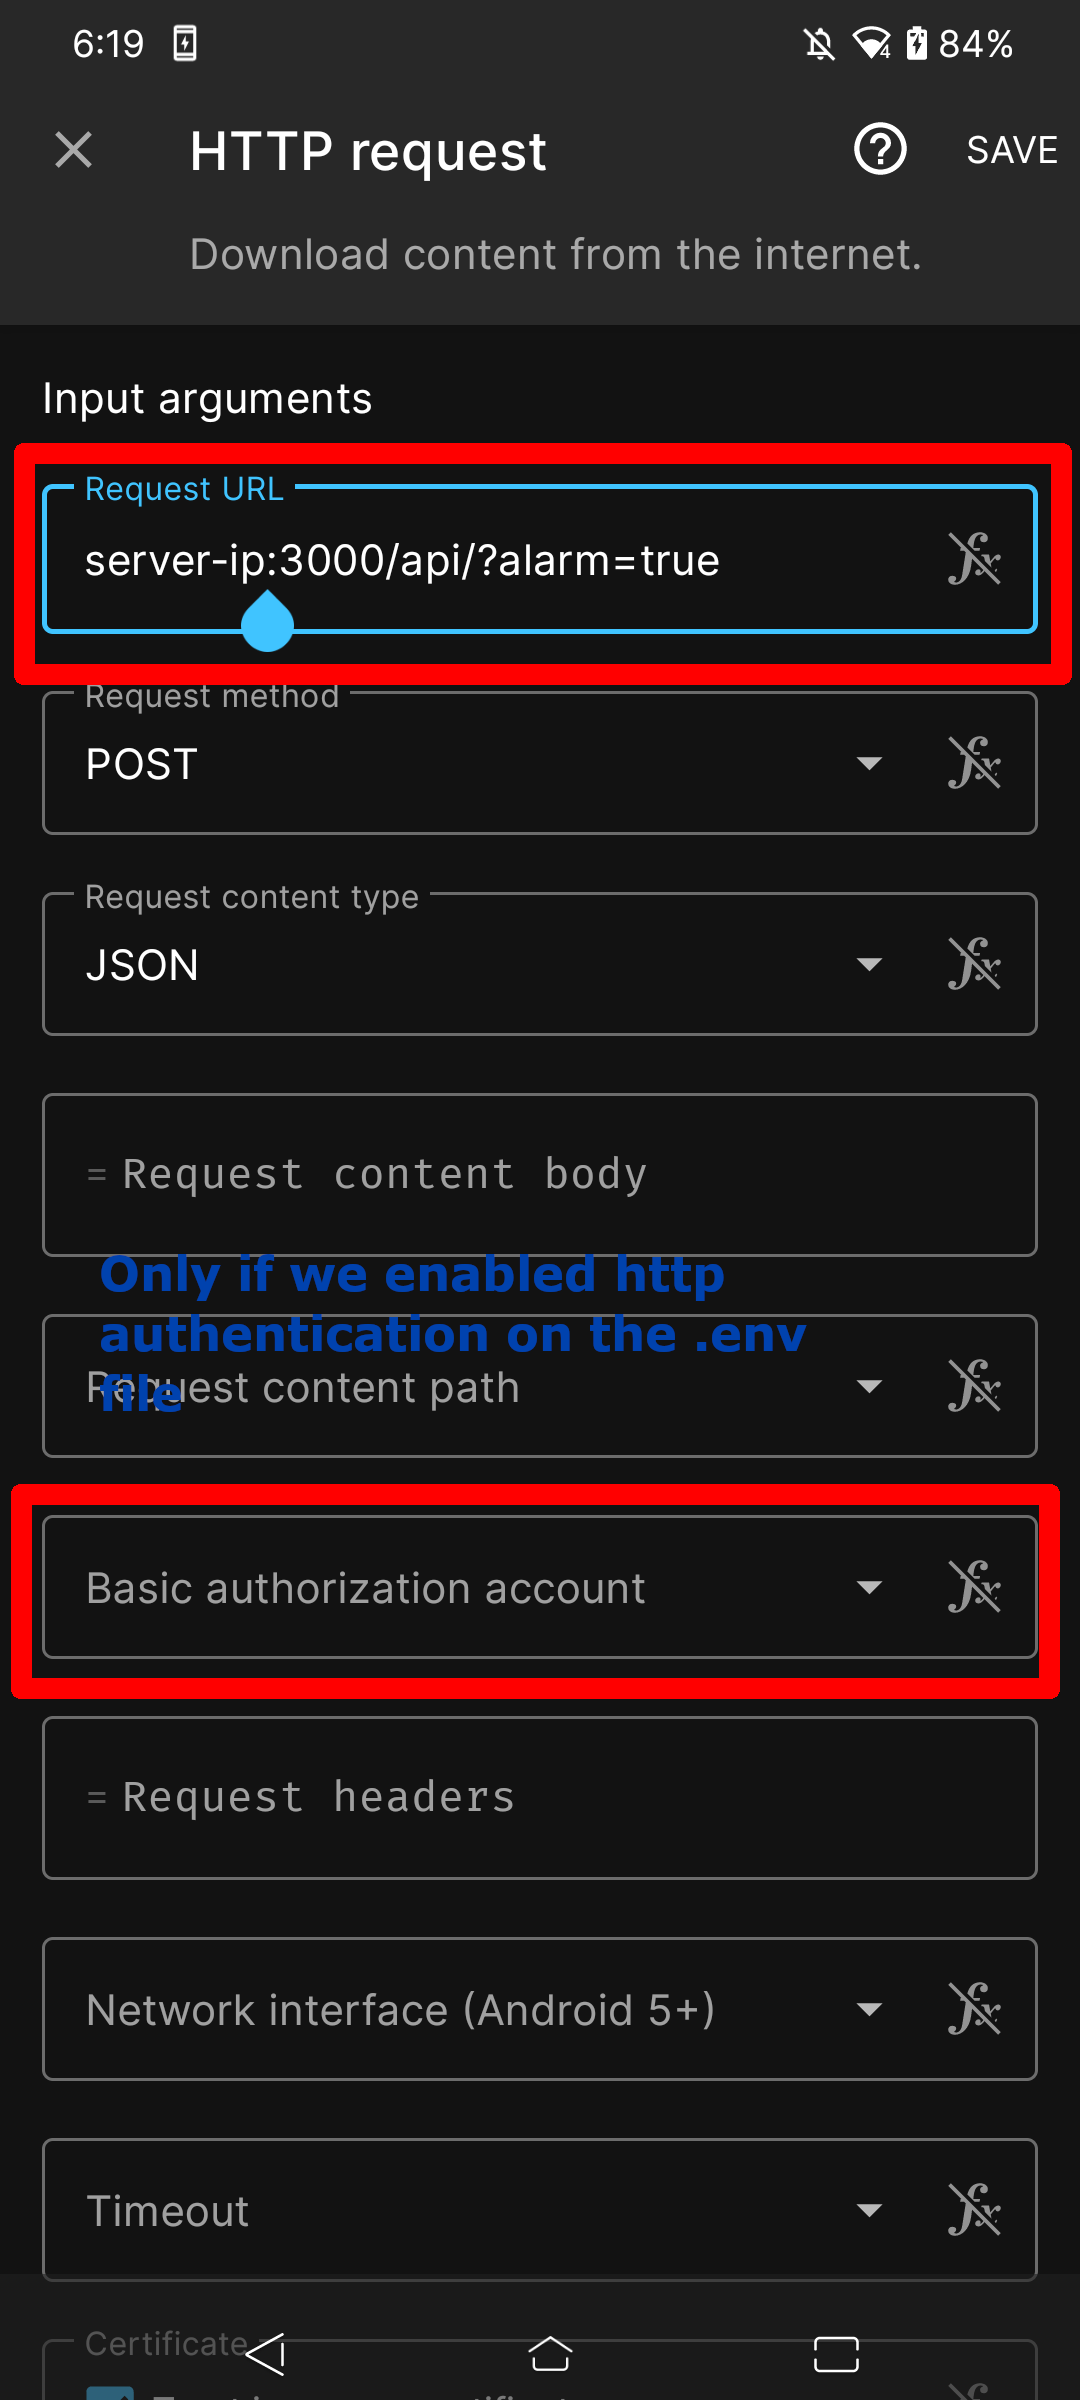 6:19
84%
HTTP request
SAVE
Download content from the internet.
Input arguments
Request URL
server-ip:3000/api/?alarm=true
Request method
POST
Request content type
JSON
= Request content body
Only if we enabled http
authentication on the .env
file
Request content path
Basic authorization account
= Request headers
Network interface (Android 5+)
Timeout
Certificate